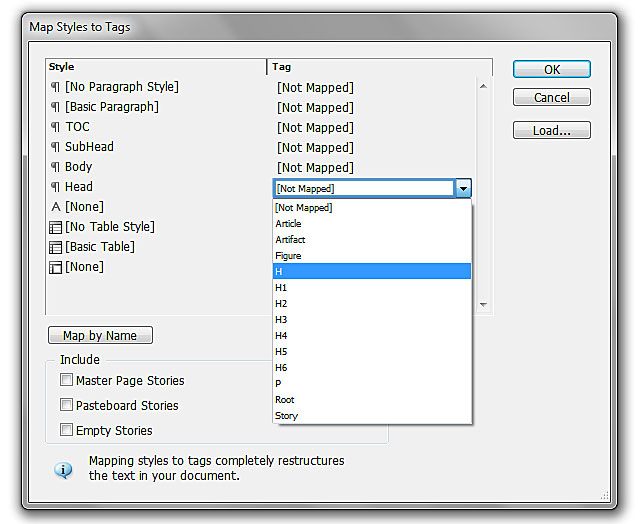 Map Styles to Tags
Style Tag
[No Paragraph Style] [Not Mapped]
[Basic Paragraph] [Not Mapped]
TOC [Not Mapped]
SubHead [Not Mapped]
Body [Not Mapped]
Head [Not Mapped]
[None]
[No Table Style]
[Basic Table]
[None]
[Not Mapped]
Article
Artifact
Figure
H
H1
H2
H3
H4
H5
H6
P
Root
Story
OK
Cancel
Load...
Map by Name
Include
Master Page Stories
Pasteboard Stories
Empty Stories
Mapping styles to tags completely restructures
the text in your document.